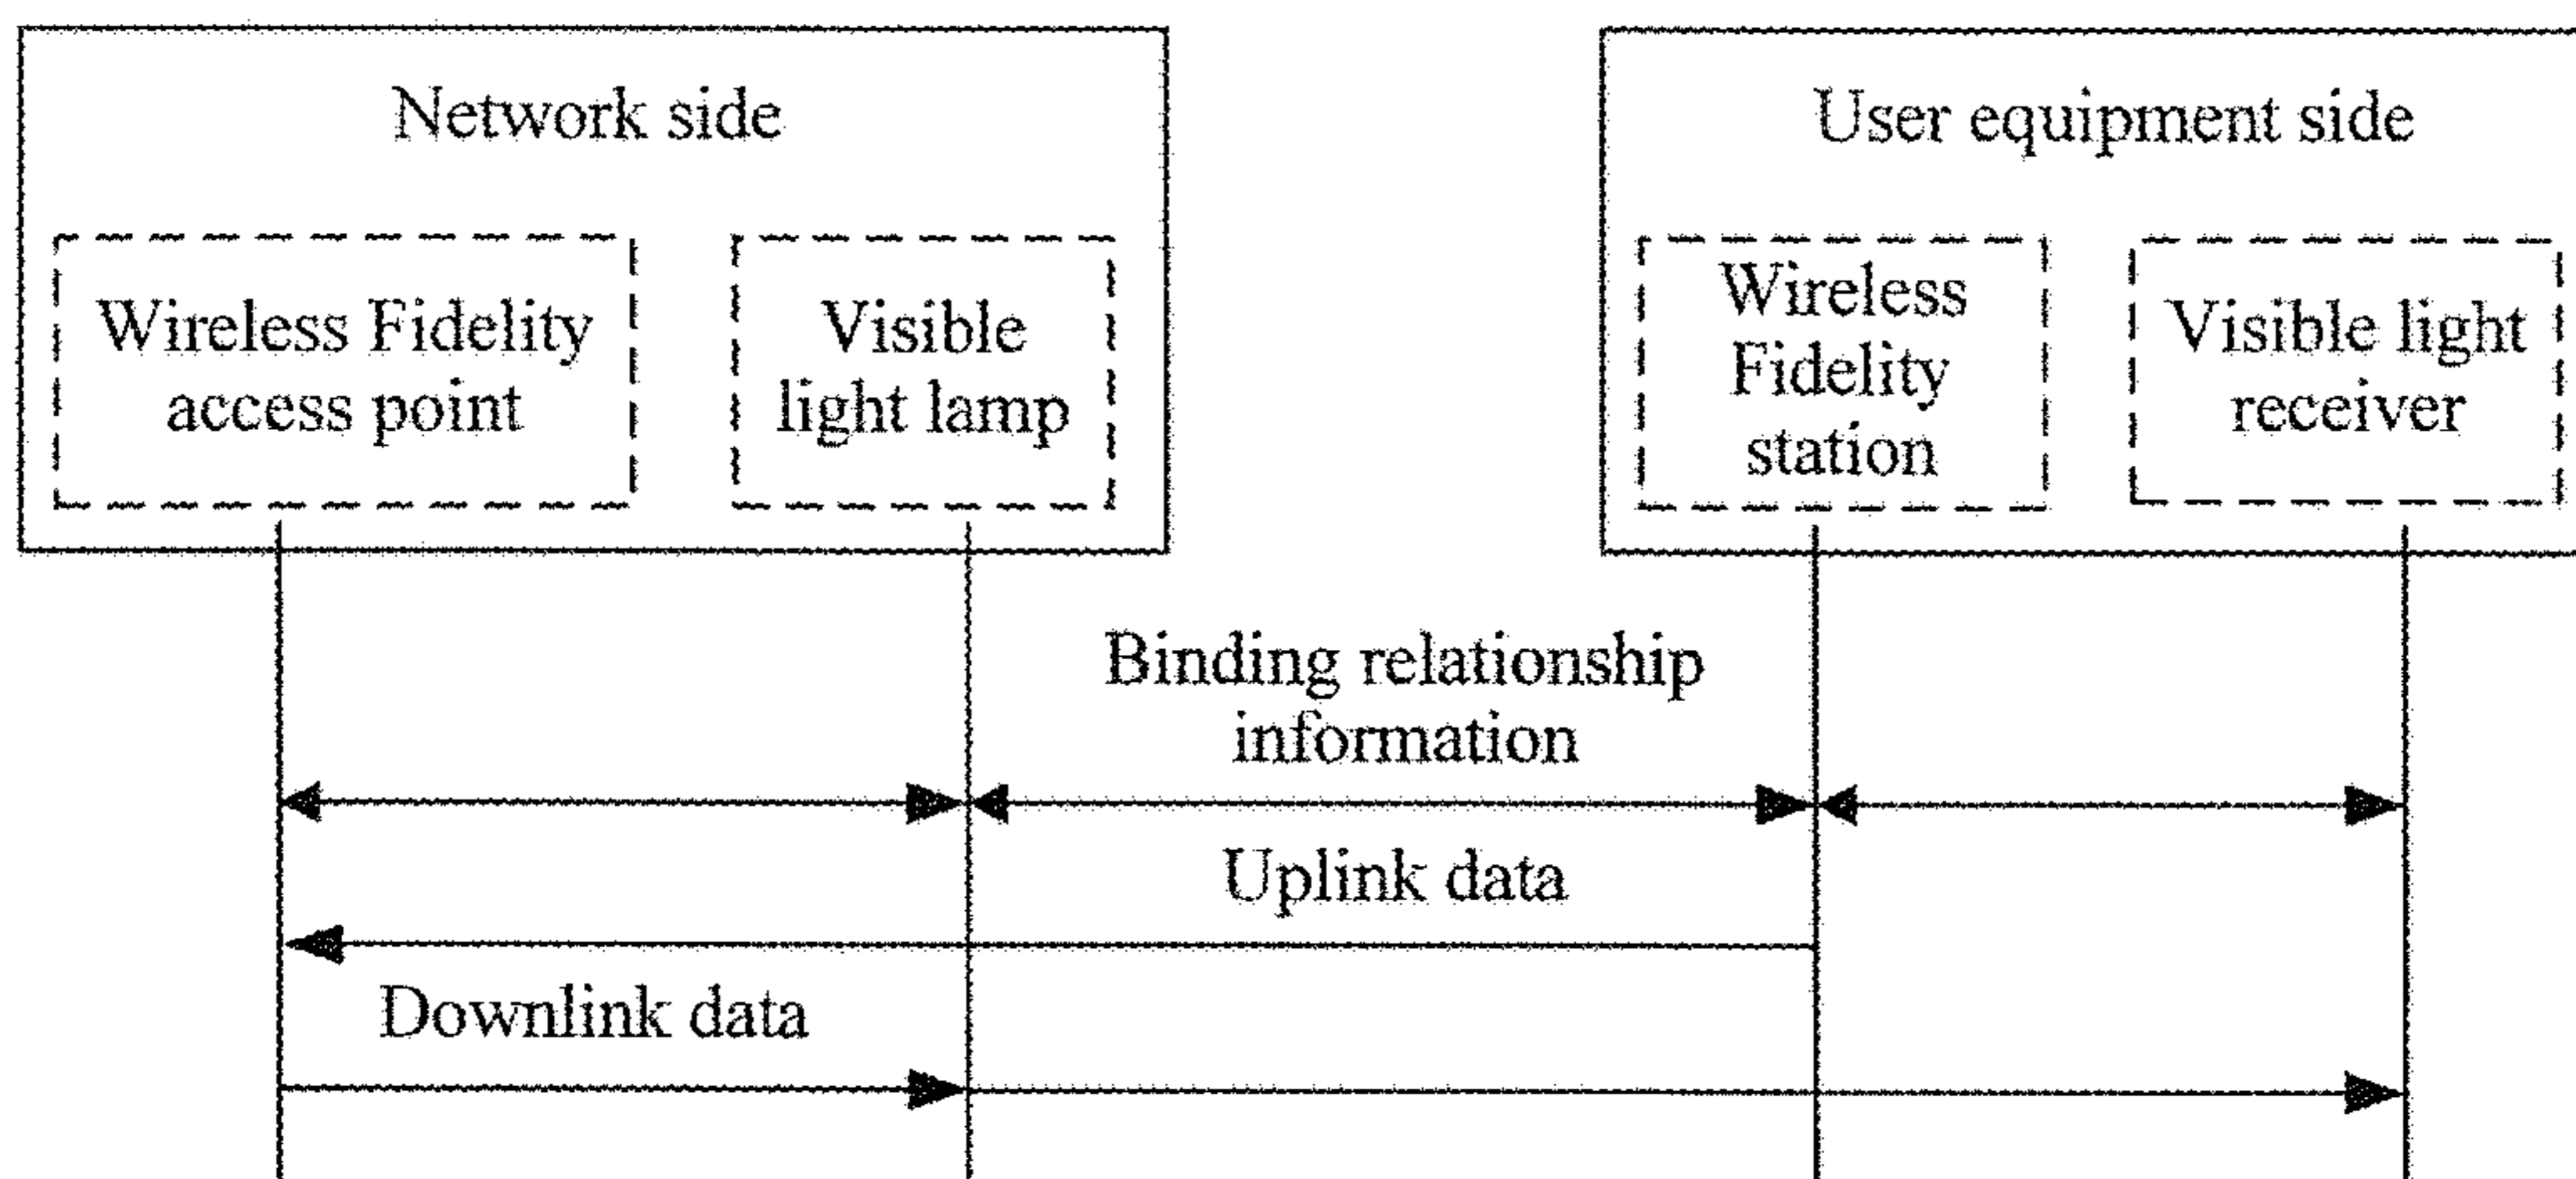 Network side
Wireless Fidelity
access point
Visible
light lamp
User equipment side
Wireless
Fidelity
station
Visible light
receiver
Binding relationship
information
Uplink data
Downlink data